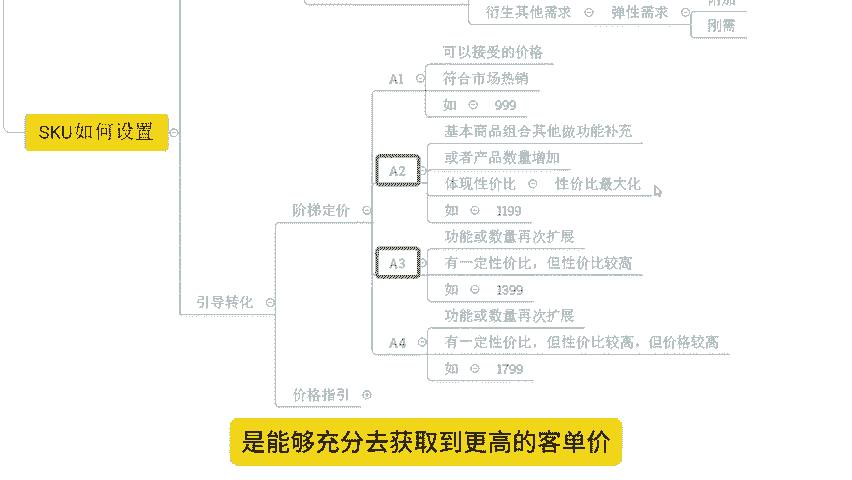 附加
衍生其他需求
弹性需求
刚需
可以接受的价格
A1
符合市场热销
如
999
SKU如何设置
基本商品组合其他做功能补充
或者产品数量增加
A2
体现性价比
性价比最大化
如
1199
阶梯定价
功能或数量再次扩展
A3
有一定性价比，但性价比较离
如
1399
引导转化
功能或数量再次扩展
A4
有一定性价比，但性价比较离，但价格较离
如
1799
价格指引
是能够充分去获取到更高的客单价